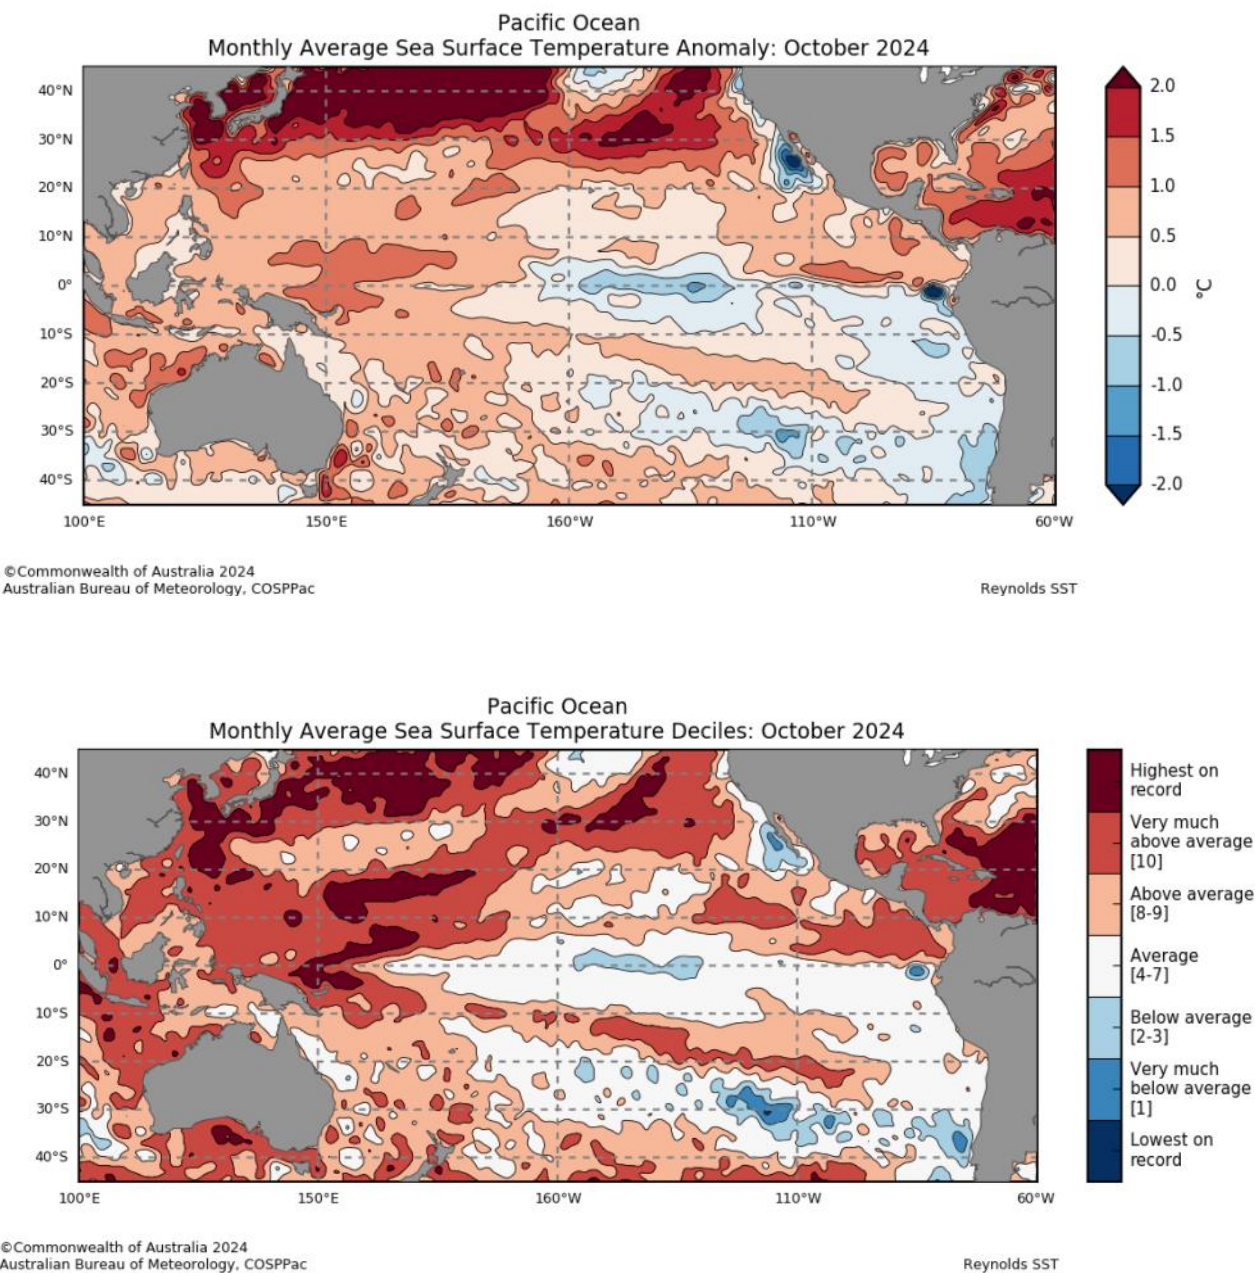 Pacific Ocean
Monthly Average Sea Surface Temperature Anomaly: October 2024
40°N
30°N
20°N
10°N
0°
10°S
20°S
30°S
40°S
100°E 150°E 160°W 110°W 60°W
2.0
1.5
1.0
0.5
0.0
-0.5
-1.0
-1.5
-2.0
°C
©Commonwealth of Australia 2024
Australian Bureau of Meteorology, COSPPac
Reynolds SST
Pacific Ocean
Monthly Average Sea Surface Temperature Deciles: October 2024
40°N
30°N
20°N
10°N
0°
10°S
20°S
30°S
40°S
100°E 150°E 160°W 110°W 60°W
Highest on
record
Very much
above average
[10]
Above average
[8-9]
Average
[4-7]
Below average
[2-3]
Very much
below average
[1]
Lowest on
record
©Commonwealth of Australia 2024
Australian Bureau of Meteorology, COSPPac
Reynolds SST